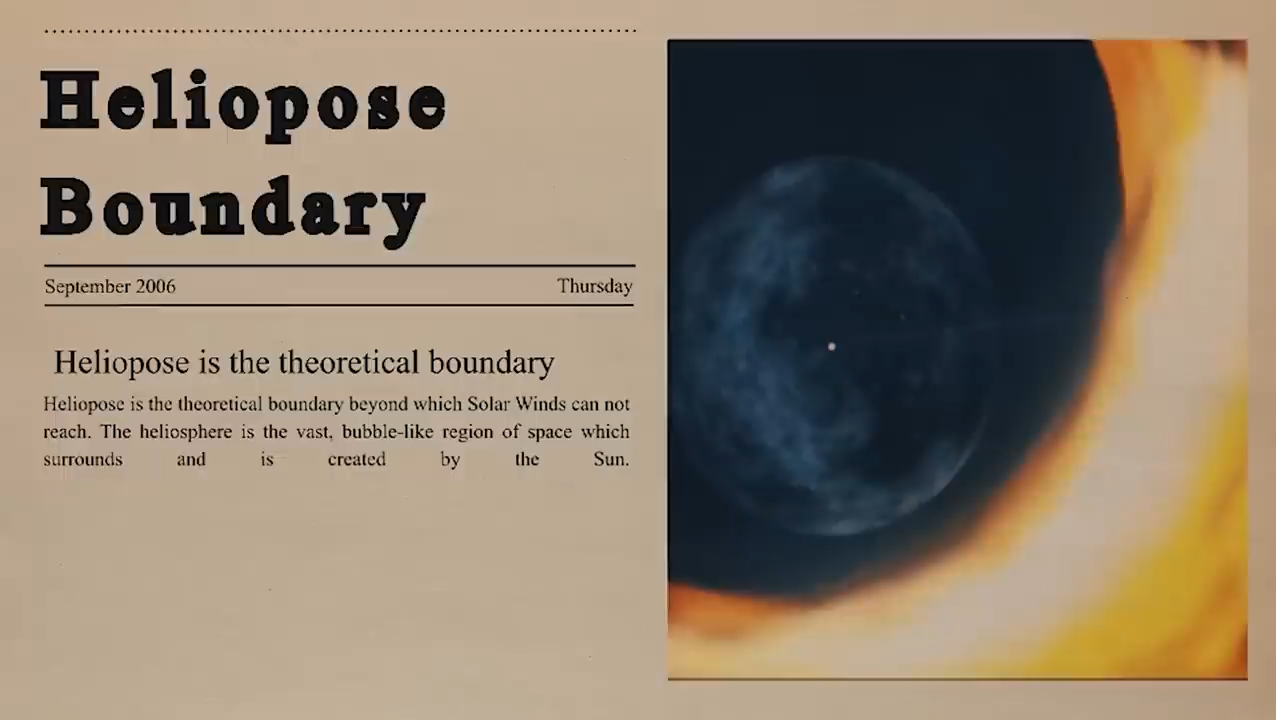 Heliopose
Boundary
September 2006 Thursday
Heliopose is the theoretical boundary
Heliopose is the theoretical boundary beyond which Solar Winds can not
reach. The heliosphere is the vast, bubble-like region of space which
surrounds and is created by the Sun.